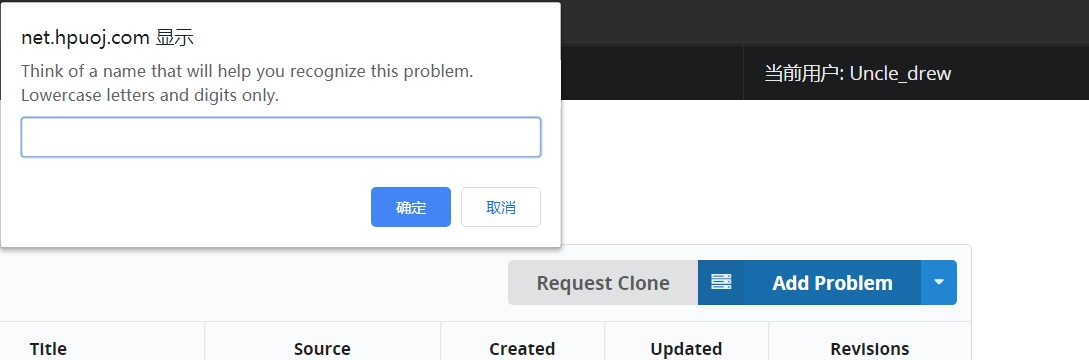 net.hpuoj.com 显示
Think of a name that will help you recognize this problem.
Lowercase letters and digits only.
确定 取消
当前用户: Uncle_drew
Request Clone Add Problem
Title Source Created Updated Revisions